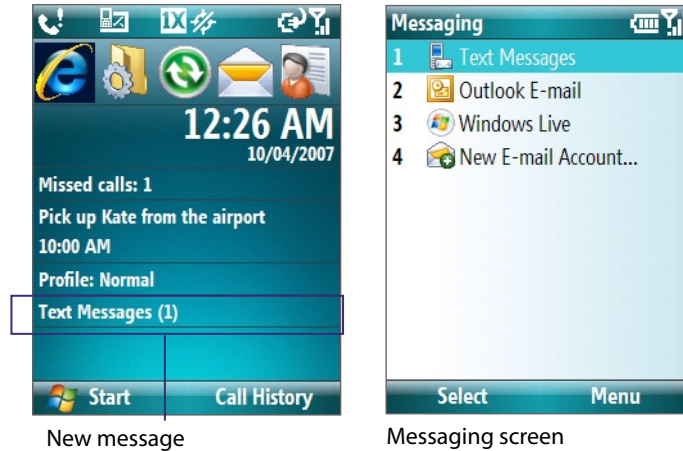 1X
12:26 AM
10/04/2007
Missed calls: 1
Pick up Kate from the airport
10:00 AM
Profile: Normal
Text Messages (1)
Start
Call History
New message
Messaging
1 Text Messages
2 Outlook E-mail
3 Windows Live
4 New E-mail Account...
Select
Menu
Messaging screen